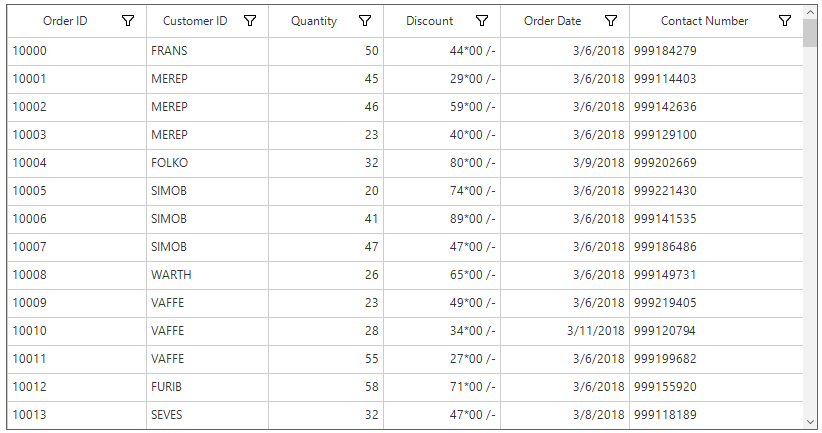 Order ID Customer ID Quantity Discount Order Date Contact Number
10000 FRANS 50 44*00 /- 3/6/2018 999184279
10001 MEREP 45 29*00 /- 3/6/2018 999114403
10002 MEREP 46 59*00 /- 3/6/2018 999142636
10003 MEREP 23 40*00 /- 3/6/2018 999129100
10004 FOLKO 32 80*00 /- 3/9/2018 999202669
10005 SIMOB 20 74*00 /- 3/6/2018 999221430
10006 SIMOB 41 89*00 /- 3/6/2018 999141535
10007 SIMOB 47 47*00 /- 3/6/2018 999186486
10008 WARTH 26 65*00 /- 3/6/2018 999149731
10009 VAFFE 23 49*00 /- 3/6/2018 999219405
10010 VAFFE 28 34*00 /- 3/11/2018 999120794
10011 VAFFE 55 27*00 /- 3/6/2018 999199682
10012 FURIB 58 71*00 /- 3/6/2018 999155920
10013 SEVES 32 47*00 /- 3/8/2018 999118189